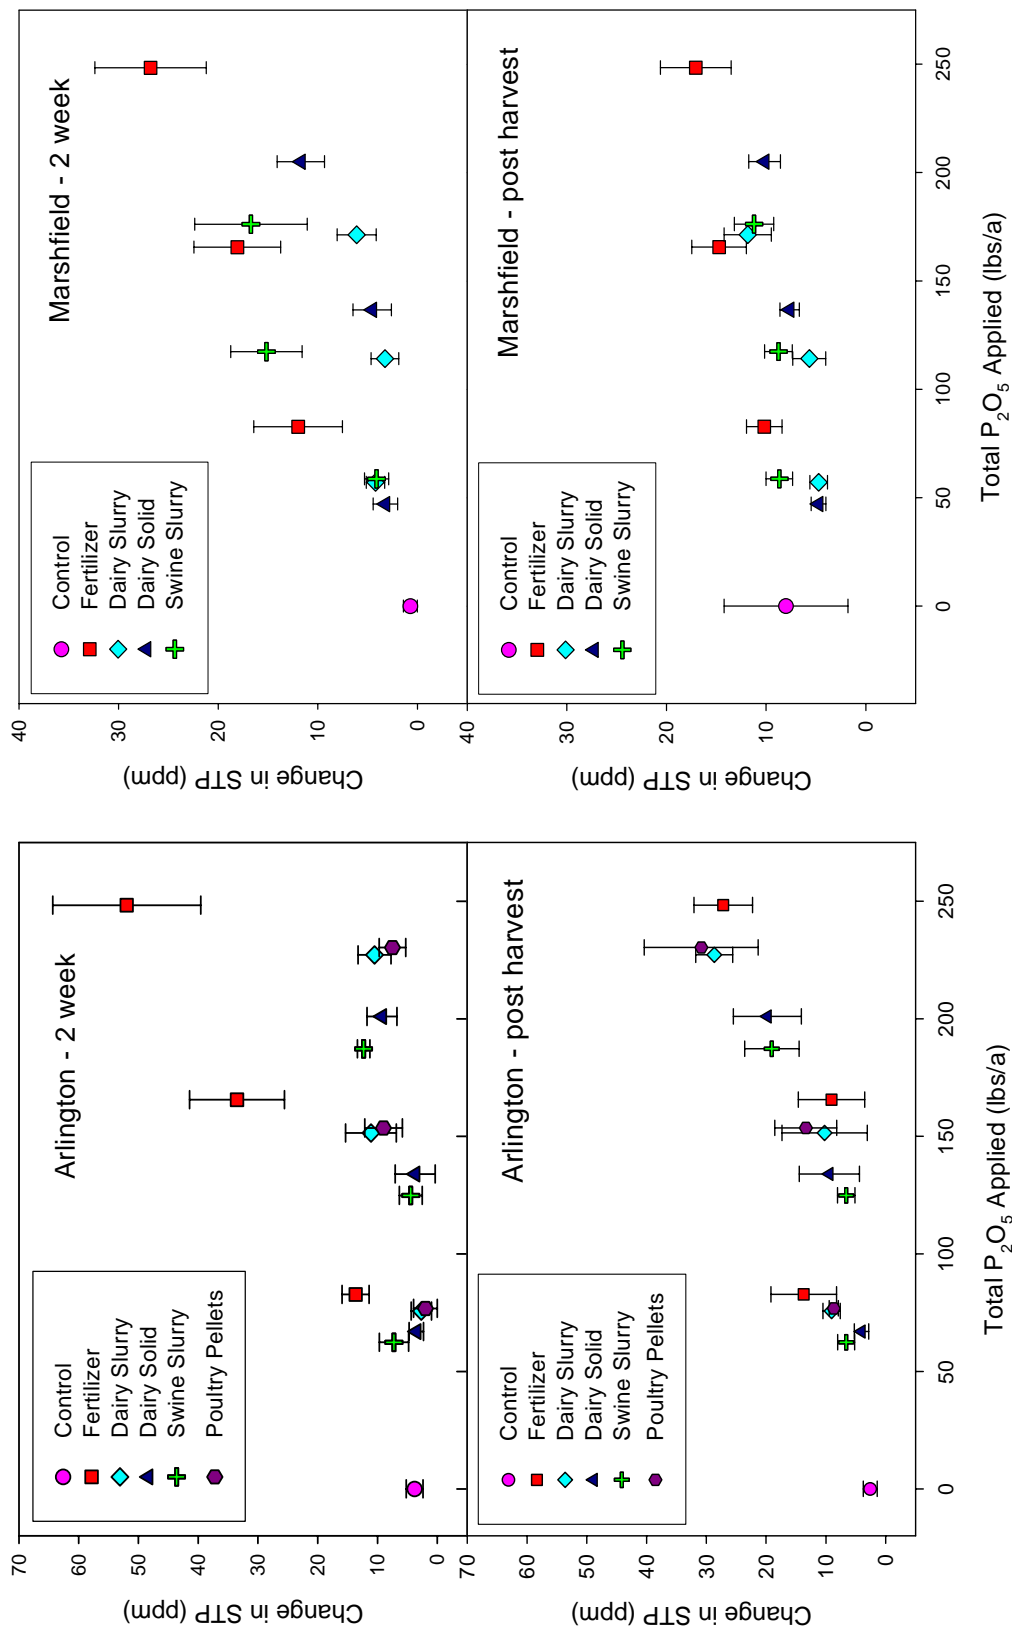 Arlington - 2 week
Control
Fertilizer
Dairy Slurry
Dairy Solid
Swine Slurry
Poultry Pellets
Change in STP (ppm)
70
60
50
40
30
20
10
0
Marshfield - 2 week
Control
Fertilizer
Dairy Slurry
Dairy Solid
Swine Slurry
Change in STP (ppm)
40
30
20
10
0
Arlington - post harvest
Control
Fertilizer
Dairy Slurry
Dairy Solid
Swine Slurry
Poultry Pellets
Change in STP (ppm)
70
60
50
40
30
20
10
0
0 50 100 150 200 250
Total P₂O₅ Applied (lbs/a)
Marshfield - post harvest
Control
Fertilizer
Dairy Slurry
Dairy Solid
Swine Slurry
Change in STP (ppm)
40
30
20
10
0
0 50 100 150 200 250
Total P₂O₅ Applied (lbs/a)